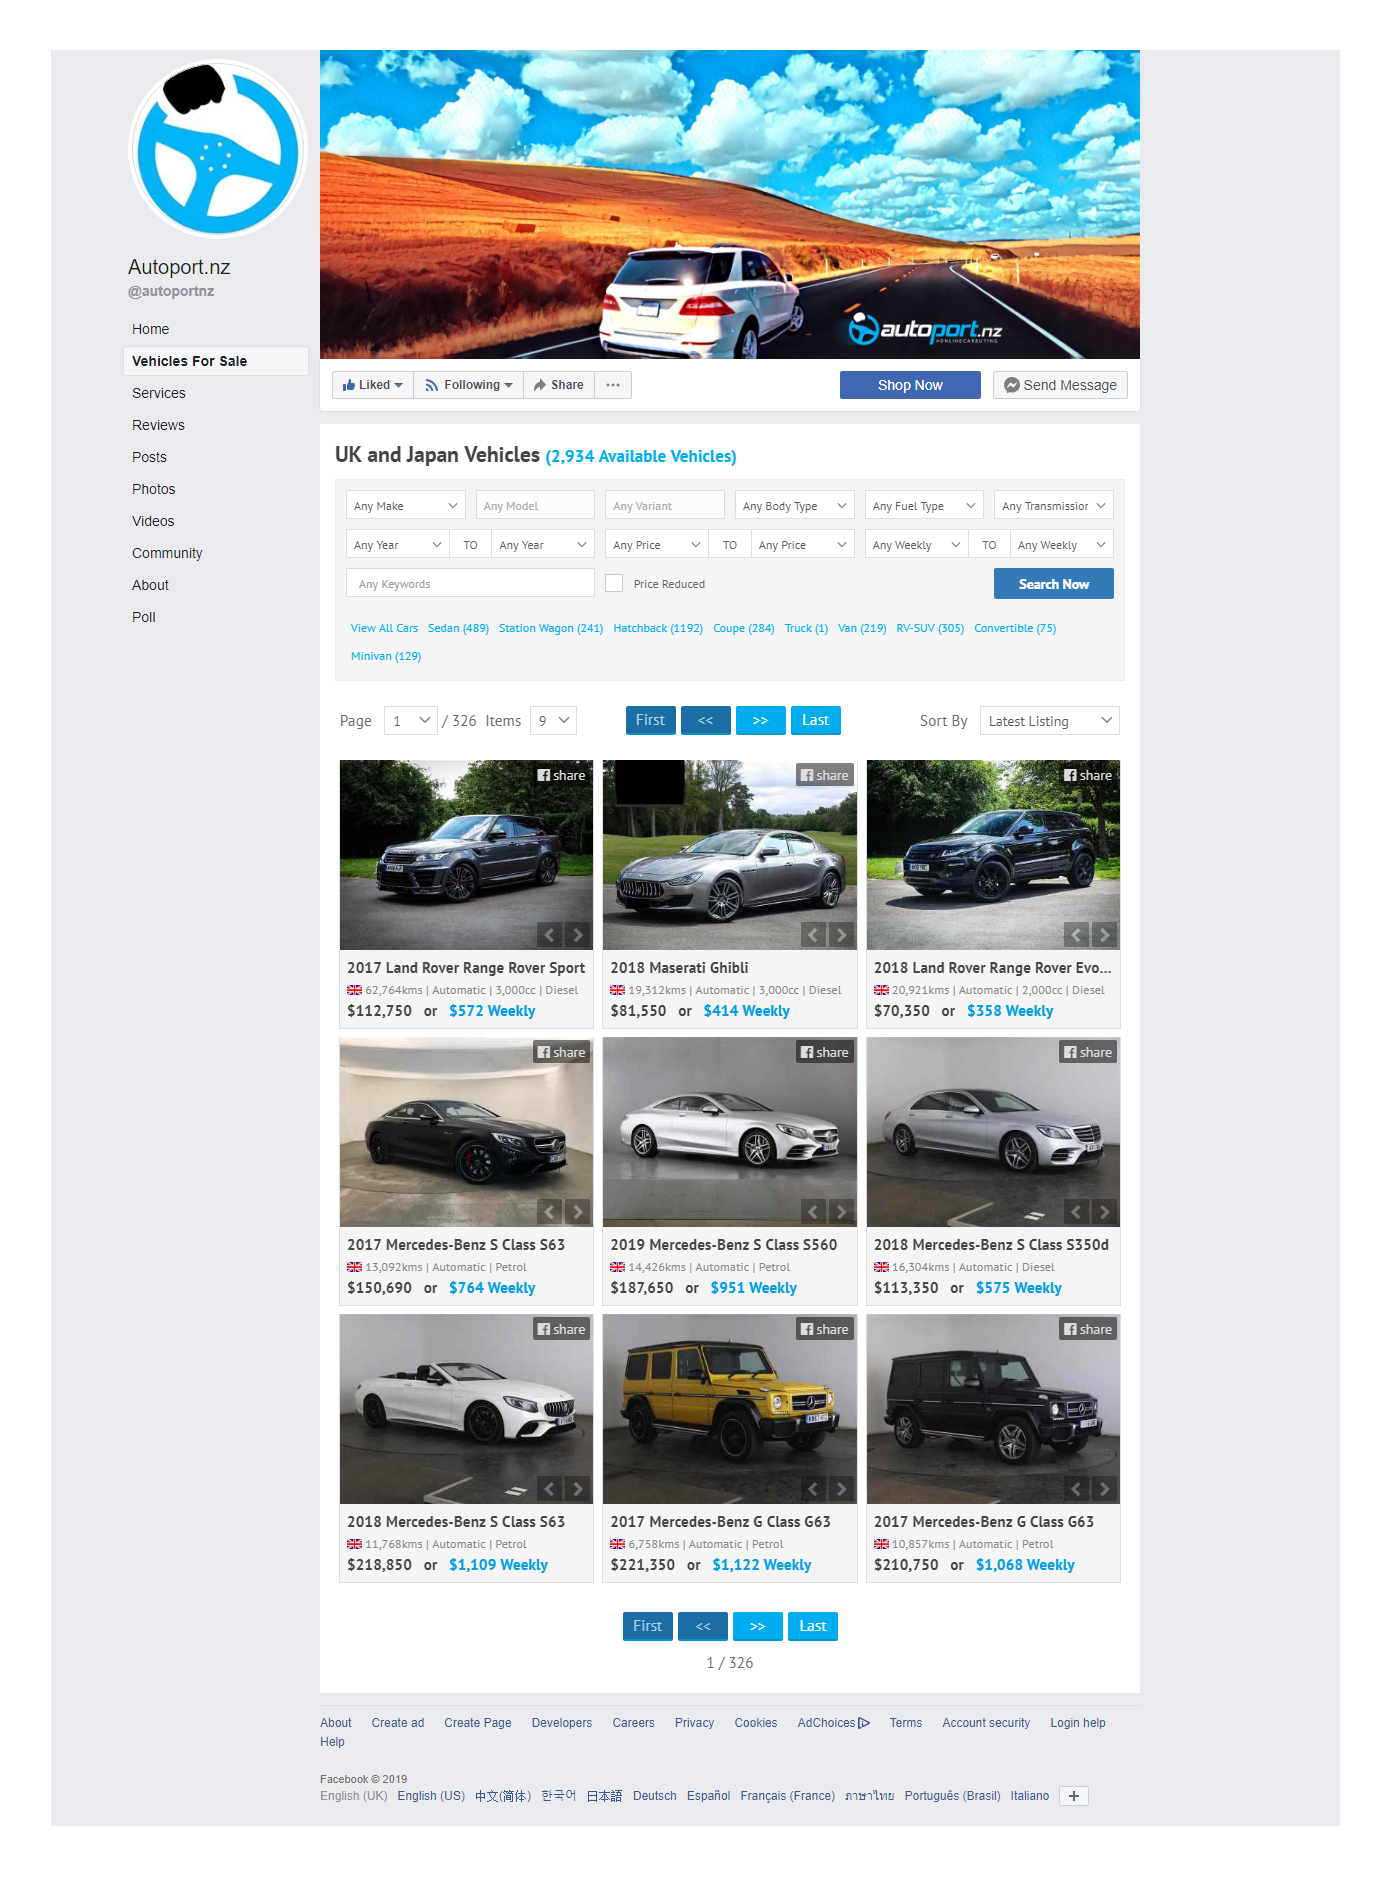 Autoport.nz
@autoportnz
Home
Vehicles For Sale
Services
Reviews
Posts
Photos
Videos
Community
About
Poll
autoport.nz
#ONLINECARBUYING
Liked Following Share ...
Shop Now Send Message
UK and Japan Vehicles (2,934 Available Vehicles)
Any Make Any Model Any Variant Any Body Type Any Fuel Type Any Transmission
Any Year TO Any Year Any Price TO Any Price Any Weekly TO Any Weekly
Any Keywords Price Reduced Search Now
View All Cars Sedan (489) Station Wagon (241) Hatchback (1192) Coupe (284) Truck (1) Van (219) RV-SUV (305) Convertible (75)
Minivan (129)
Page 1 / 326 Items 9 First << >> Last Sort By Latest Listing
share share share
2017 Land Rover Range Rover Sport 2018 Maserati Ghibli 2018 Land Rover Range Rover Evo...
62,764kms | Automatic | 3,000cc | Diesel 19,312kms | Automatic | 3,000cc | Diesel 20,921kms | Automatic | 2,000cc | Diesel
$112,750 or $572 Weekly $81,550 or $414 Weekly $70,350 or $358 Weekly
share share share
2017 Mercedes-Benz S Class S63 2019 Mercedes-Benz S Class S560 2018 Mercedes-Benz S Class S350d
13,092kms | Automatic | Petrol 14,426kms | Automatic | Petrol 16,304kms | Automatic | Diesel
$150,690 or $764 Weekly $187,650 or $951 Weekly $113,350 or $575 Weekly
share share share
2018 Mercedes-Benz S Class S63 2017 Mercedes-Benz G Class G63 2017 Mercedes-Benz G Class G63
11,768kms | Automatic | Petrol 6,758kms | Automatic | Petrol 10,857kms | Automatic | Petrol
$218,850 or $1,109 Weekly $221,350 or $1,122 Weekly $210,750 or $1,068 Weekly
First << >> Last
1 / 326
About Create ad Create Page Developers Careers Privacy Cookies AdChoices Terms Account security Login help
Help
Facebook © 2019
English (UK) English (US) 中文(简体) 한국어 日本語 Deutsch Español Français (France) ภาษาไทย Português (Brasil) Italiano +